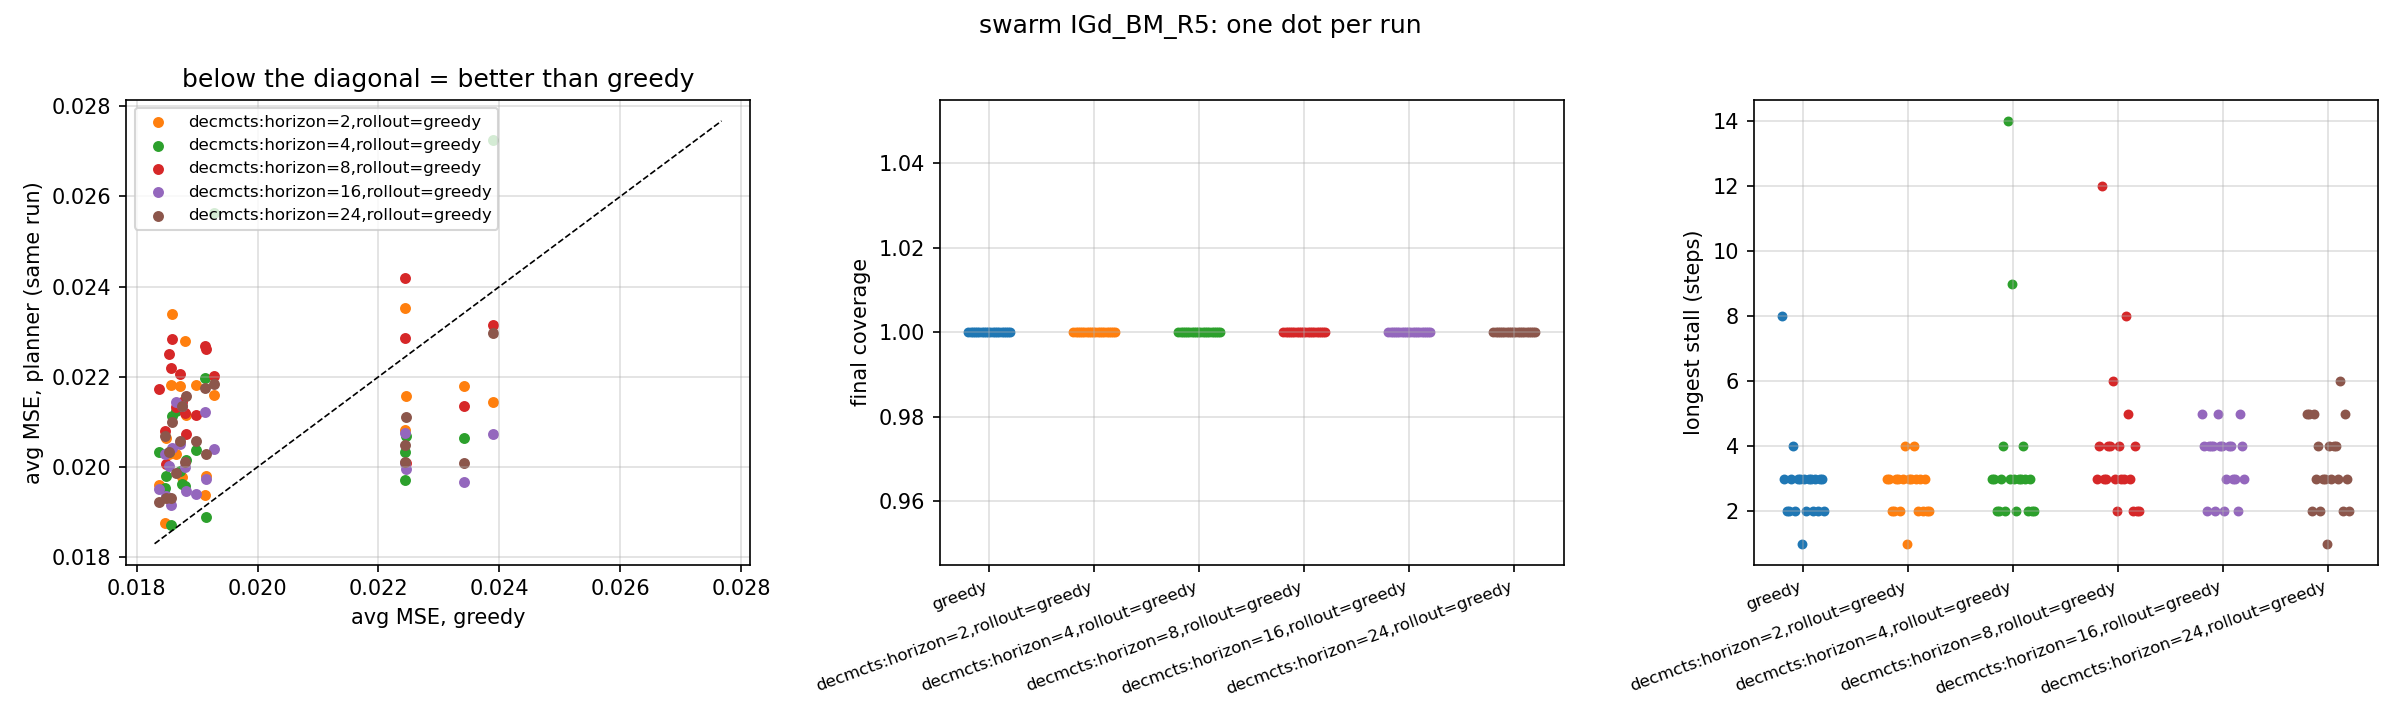 swarm IGd_BM_R5: one dot per run
below the diagonal = better than greedy
avg MSE, planner (same run)
0.028
0.026
0.024
0.022
0.020
0.018
decmcts:horizon=2,rollout=greedy
decmcts:horizon=4,rollout=greedy
decmcts:horizon=8,rollout=greedy
decmcts:horizon=16,rollout=greedy
decmcts:horizon=24,rollout=greedy
0.018 0.020 0.022 0.024 0.026 0.028
avg MSE, greedy
final coverage
1.04
1.02
1.00
0.98
0.96
greedy
decmcts:horizon=2,rollout=greedy
decmcts:horizon=4,rollout=greedy
decmcts:horizon=8,rollout=greedy
decmcts:horizon=16,rollout=greedy
decmcts:horizon=24,rollout=greedy
longest stall (steps)
14
12
10
8
6
4
2
greedy
decmcts:horizon=2,rollout=greedy
decmcts:horizon=4,rollout=greedy
decmcts:horizon=8,rollout=greedy
decmcts:horizon=16,rollout=greedy
decmcts:horizon=24,rollout=greedy